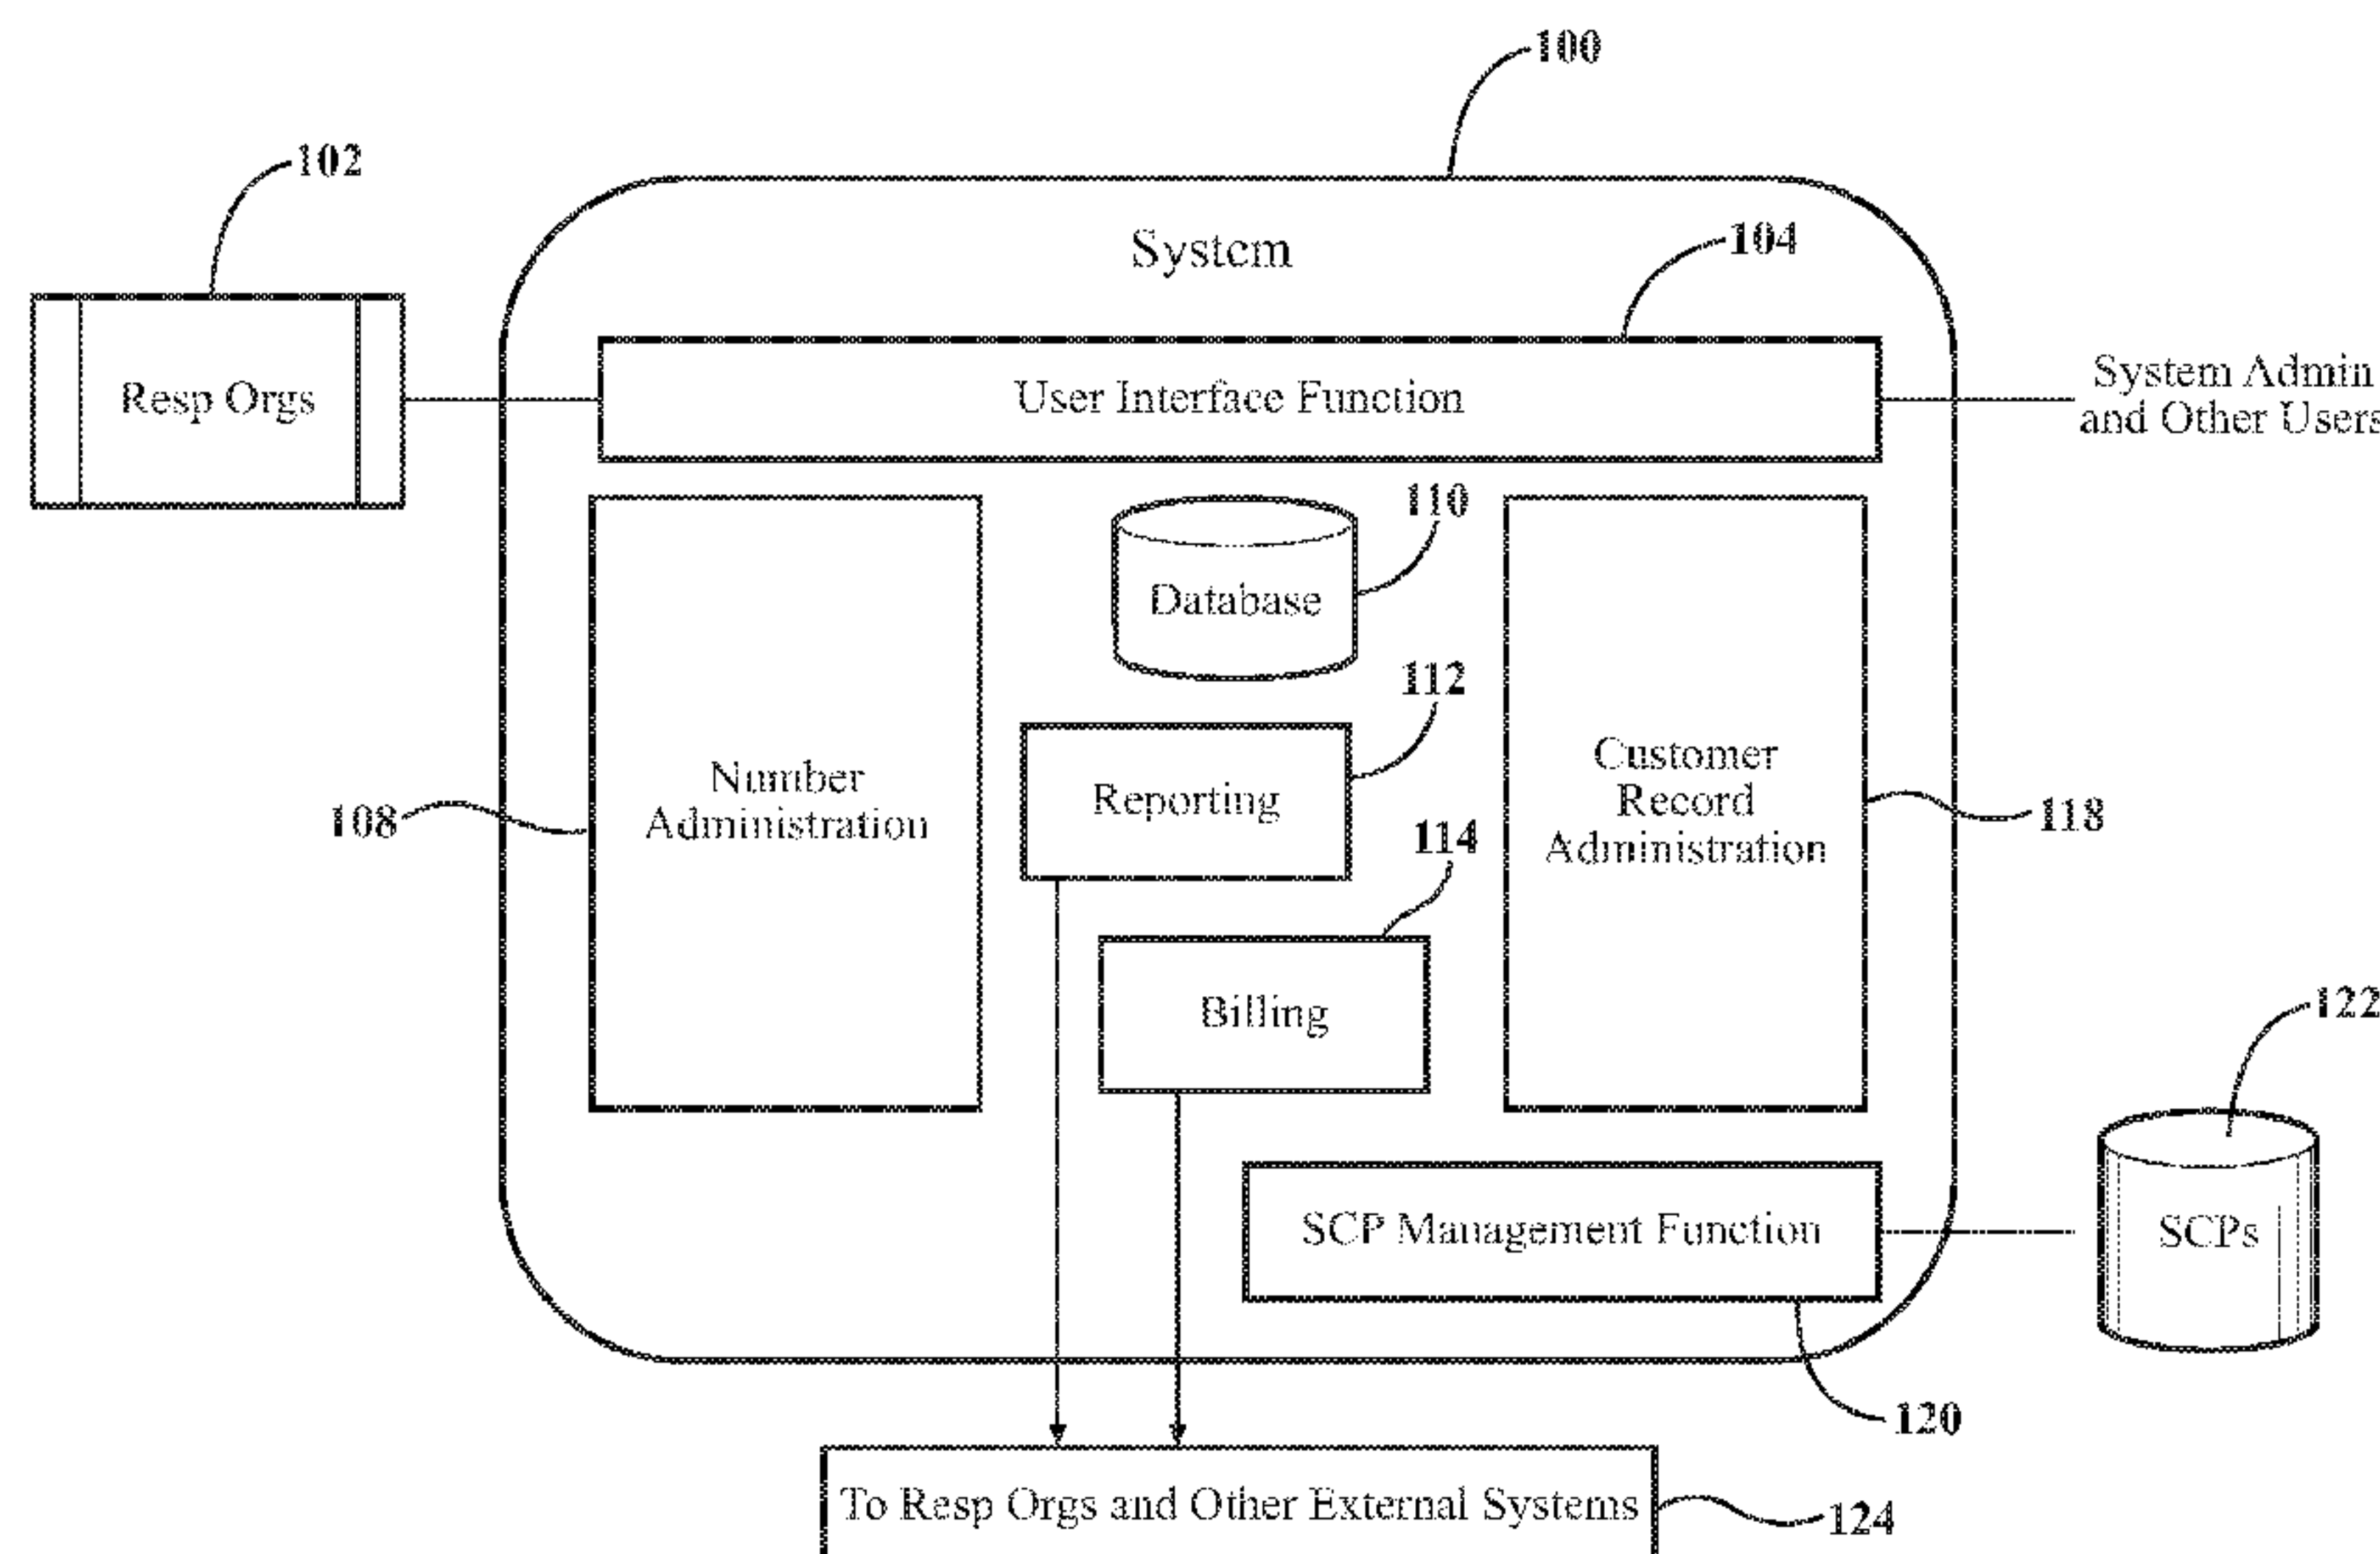 100
102
System
104
Resp Orgs
User Interface Function
System Admin
and Other Users
110
Database
112
Number
Administration
108
Reporting
Customer
Record
Administration
118
114
Billing
122
SCP Management Function
SCPs
120
To Resp Orgs and Other External Systems
124